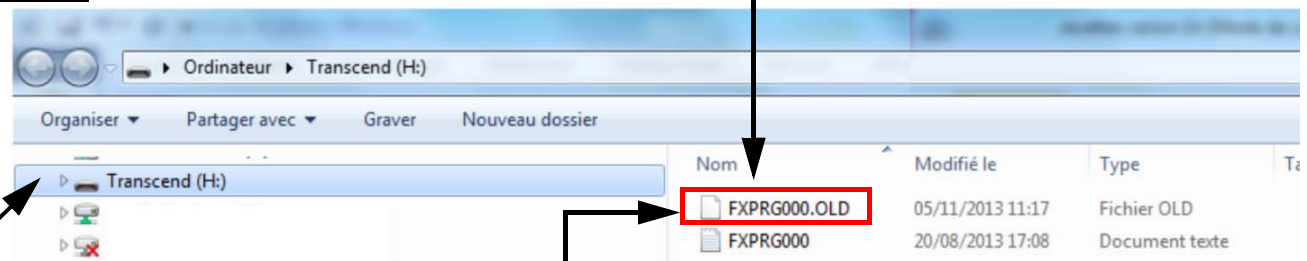 Ordinateur Transcend (H:)
Organiser Partager avec Graver Nouveau dossier
Nom Modifié le Type Ta
Transcend (H:)
FXPRG000.OLD 05/11/2013 11:17 Fichier OLD
FXPRG000 20/08/2013 17:08 Document texte